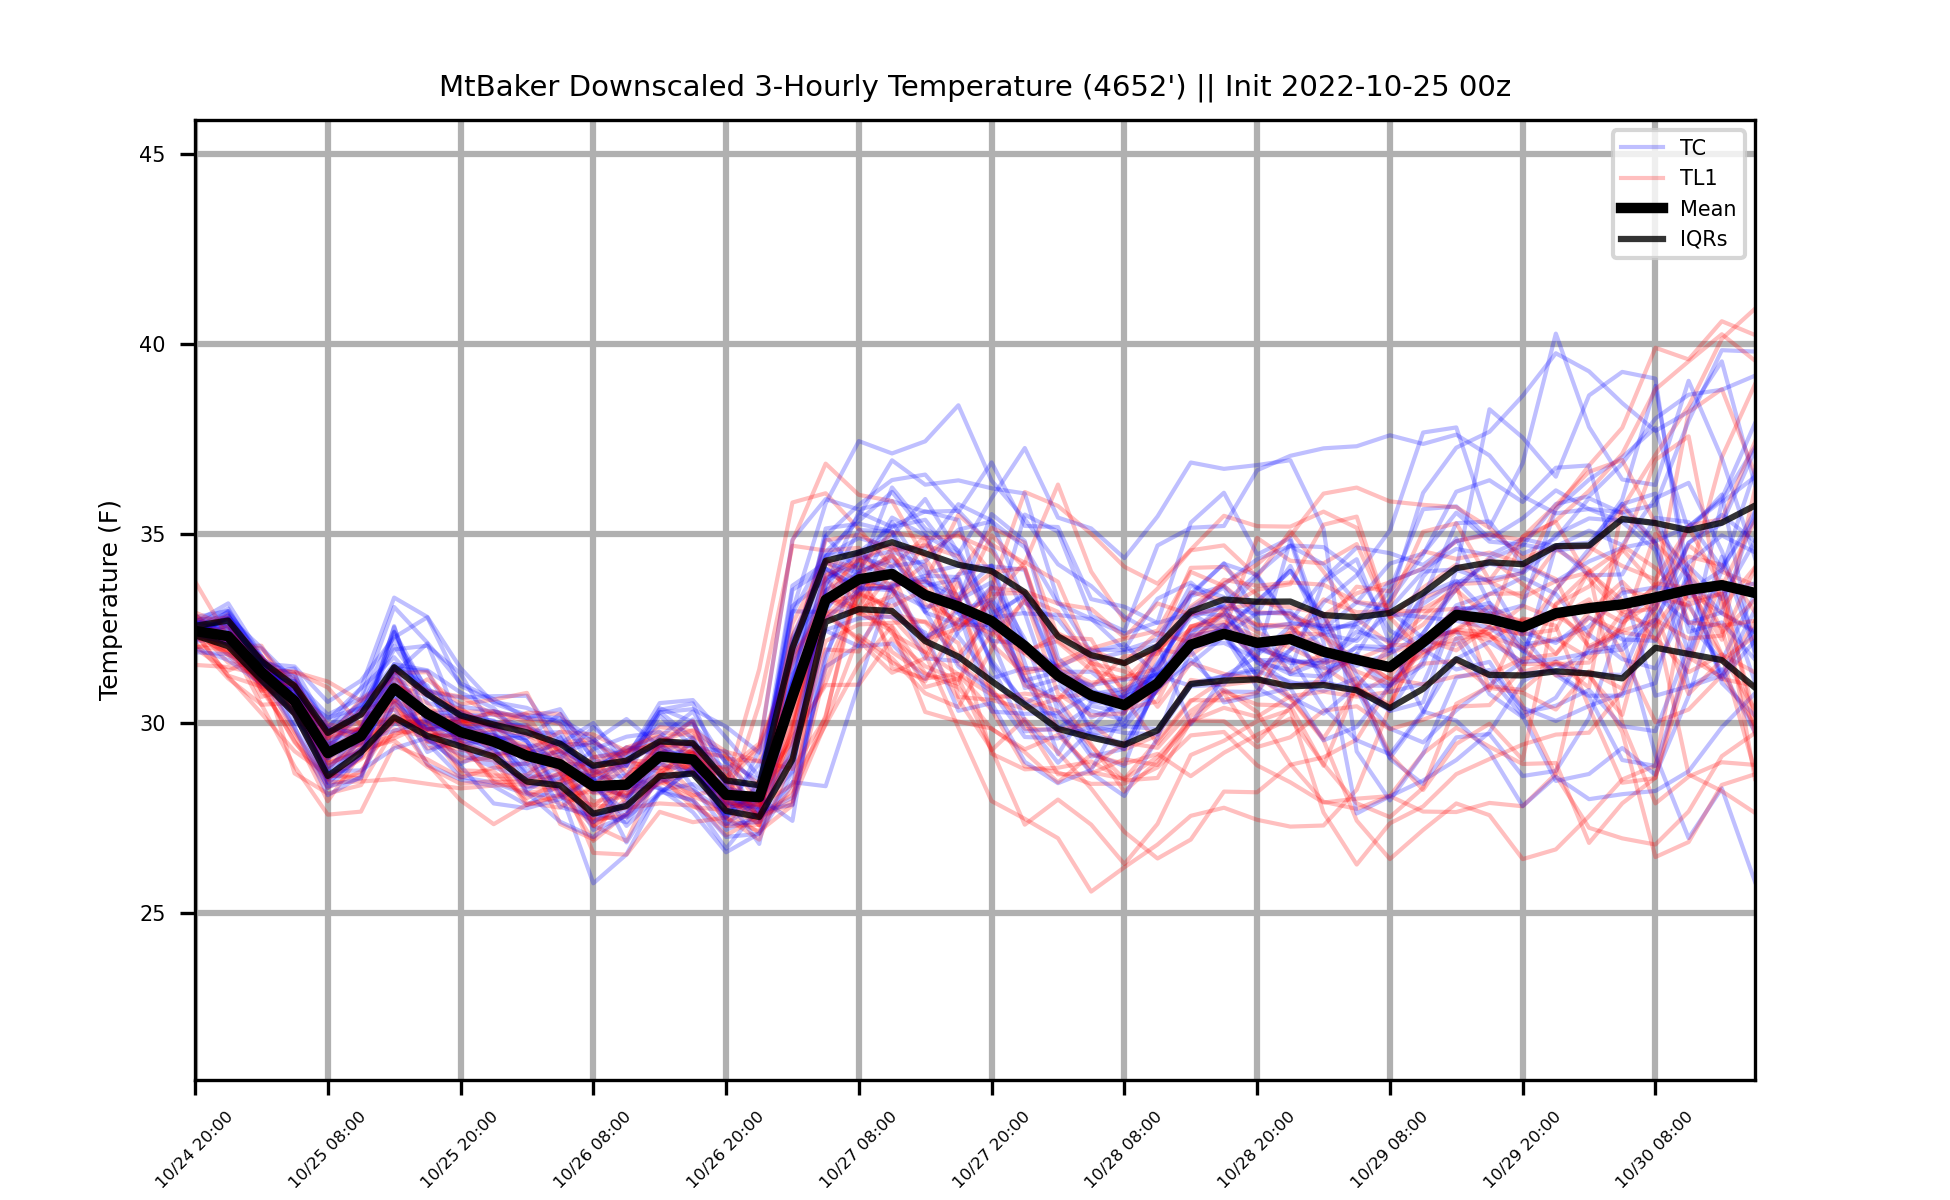 MtBaker Downscaled 3-Hourly Temperature (4652') || Init 2022-10-25 00z
TC
TL1
Mean
IQRs
Temperature (F)
45
40
35
30
25
10/24 20:00
10/25 08:00
10/25 20:00
10/26 08:00
10/26 20:00
10/27 08:00
10/27 20:00
10/28 08:00
10/28 20:00
10/29 08:00
10/29 20:00
10/30 08:00